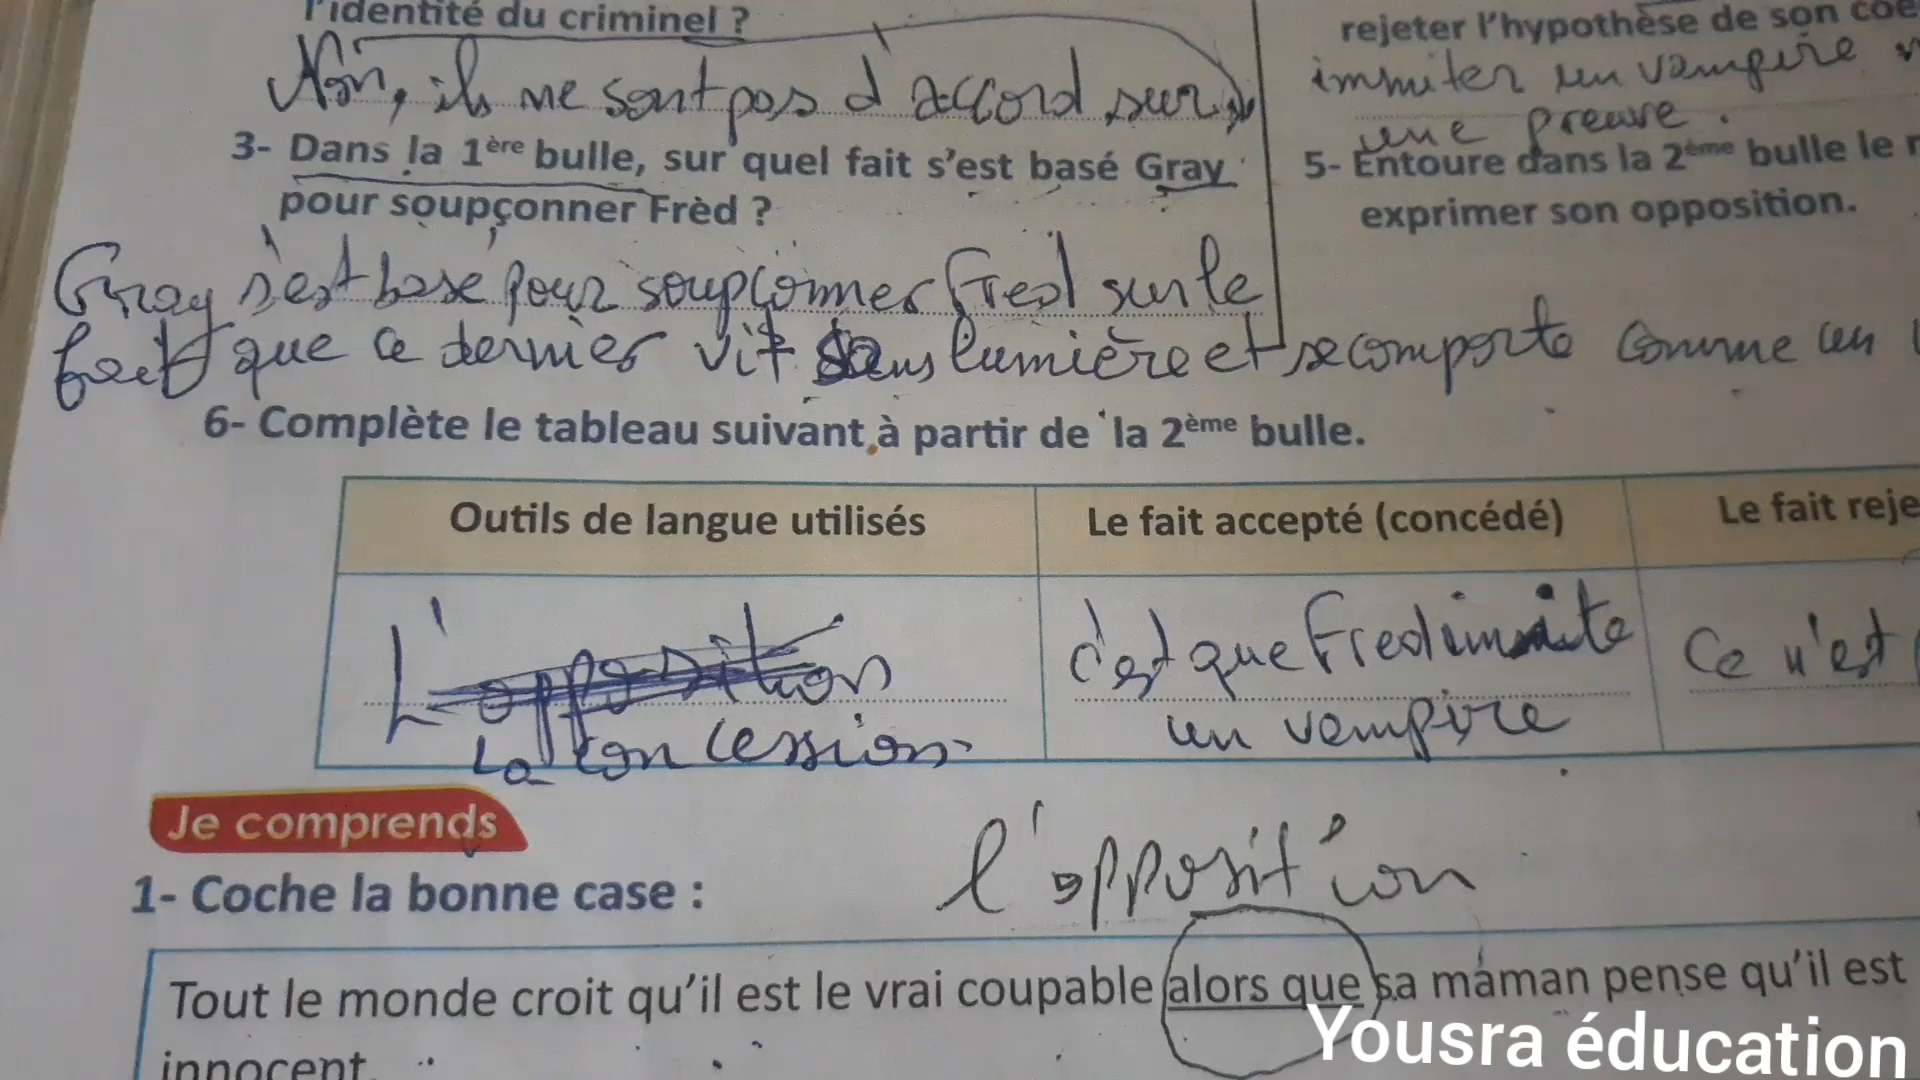 l'identité du criminel ?
Non, ils ne sont pas d'accord sur
3- Dans la 1ère bulle, sur quel fait s'est basé Gray
pour soupçonner Frèd ?
Gray s'est basé pour soupçonner Fred sur le
fait que ce dernier vit sans lumière et se comporte comme un
rejeter l'hypothèse de son
immiter un vampire
une preuve.
5- Entoure dans la 2ème bulle le
exprimer son opposition.
6- Complète le tableau suivant à partir de la 2ème bulle.
Outils de langue utilisés
Le fait accepté (concédé)
Le fait reje
L'opposition
La concession
c'est que Fred immite
un vampire
Ce n'est
Je comprends
1- Coche la bonne case :
l'opposition
Tout le monde croit qu'il est le vrai coupable alors que sa maman pense qu'il est
innocent.
Yousra éducation